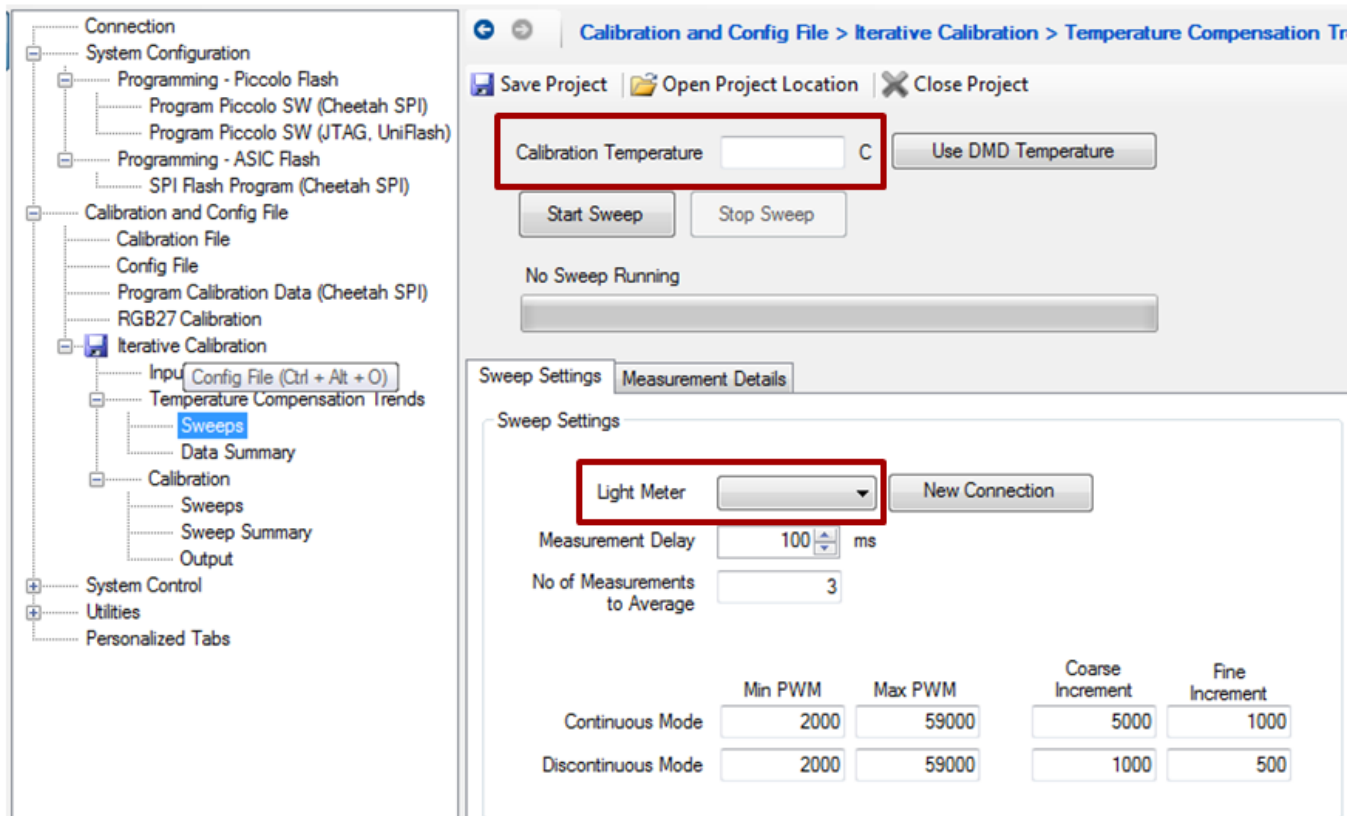 Connection
System Configuration
Programming - Piccolo Flash
Program Piccolo SW (Cheetah SPI)
Program Piccolo SW (JTAG, UniFlash)
Programming - ASIC Flash
SPI Flash Program (Cheetah SPI)
Calibration and Config File
Calibration File
Config File
Program Calibration Data (Cheetah SPI)
RGB27 Calibration
Iterative Calibration
Inpu
Config File (Ctrl + Alt + O)
Temperature Compensation Trends
Sweeps
Data Summary
Calibration
Sweeps
Sweep Summary
Output
System Control
Utilities
Personalized Tabs
Calibration and Config File > Iterative Calibration > Temperature Compensation Tr
Save Project Open Project Location Close Project
Calibration Temperature C Use DMD Temperature
Start Sweep Stop Sweep
No Sweep Running
Sweep Settings Measurement Details
Sweep Settings
Light Meter New Connection
Measurement Delay 100 ms
No of Measurements
to Average 3
Min PWM Max PWM Coarse Increment Fine Increment
Continuous Mode 2000 59000 5000 1000
Discontinuous Mode 2000 59000 1000 500